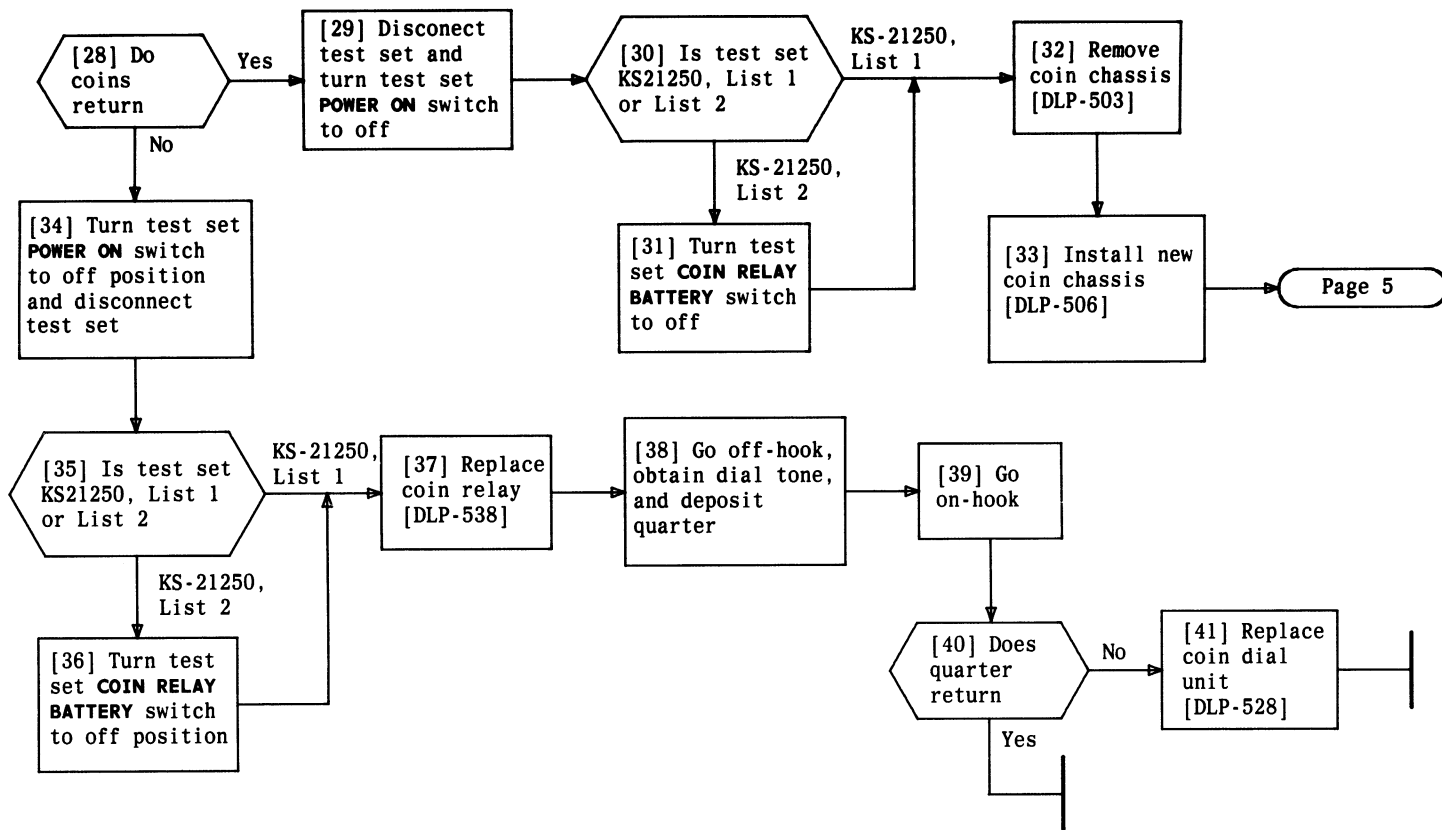 [28] Do
coins
return
Yes
No
[29] Disconect
test set and
turn test set
POWER ON switch
to off
[30] Is test set
KS21250, List 1
or List 2
KS-21250,
List 1
KS-21250,
List 2
[31] Turn test
set COIN RELAY
BATTERY switch
to off
[32] Remove
coin chassis
[DLP-503]
[33] Install new
coin chassis
[DLP-506]
Page 5
[34] Turn test set
POWER ON switch
to off position
and disconnect
test set
[35] Is test set
KS21250, List 1
or List 2
KS-21250,
List 1
KS-21250,
List 2
[36] Turn test
set COIN RELAY
BATTERY switch
to off position
[37] Replace
coin relay
[DLP-538]
[38] Go off-hook,
obtain dial tone,
and deposit
quarter
[39] Go
on-hook
[40] Does
quarter
return
No
Yes
[41] Replace
coin dial
unit
[DLP-528]